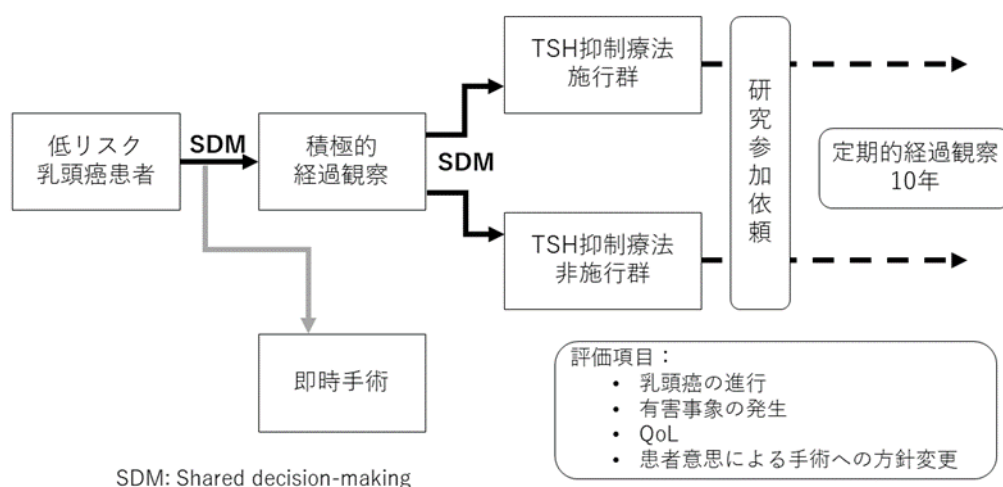 低リスク
乳頭癌患者
SDM
積極的
経過観察
SDM
TSH抑制療法
施行群
TSH抑制療法
非施行群
研究参加依頼
定期的経過観察
10年
即時手術
評価項目：
• 乳頭癌の進行
• 有害事象の発生
• QoL
• 患者意思による手術への方針変更
SDM: Shared decision-making